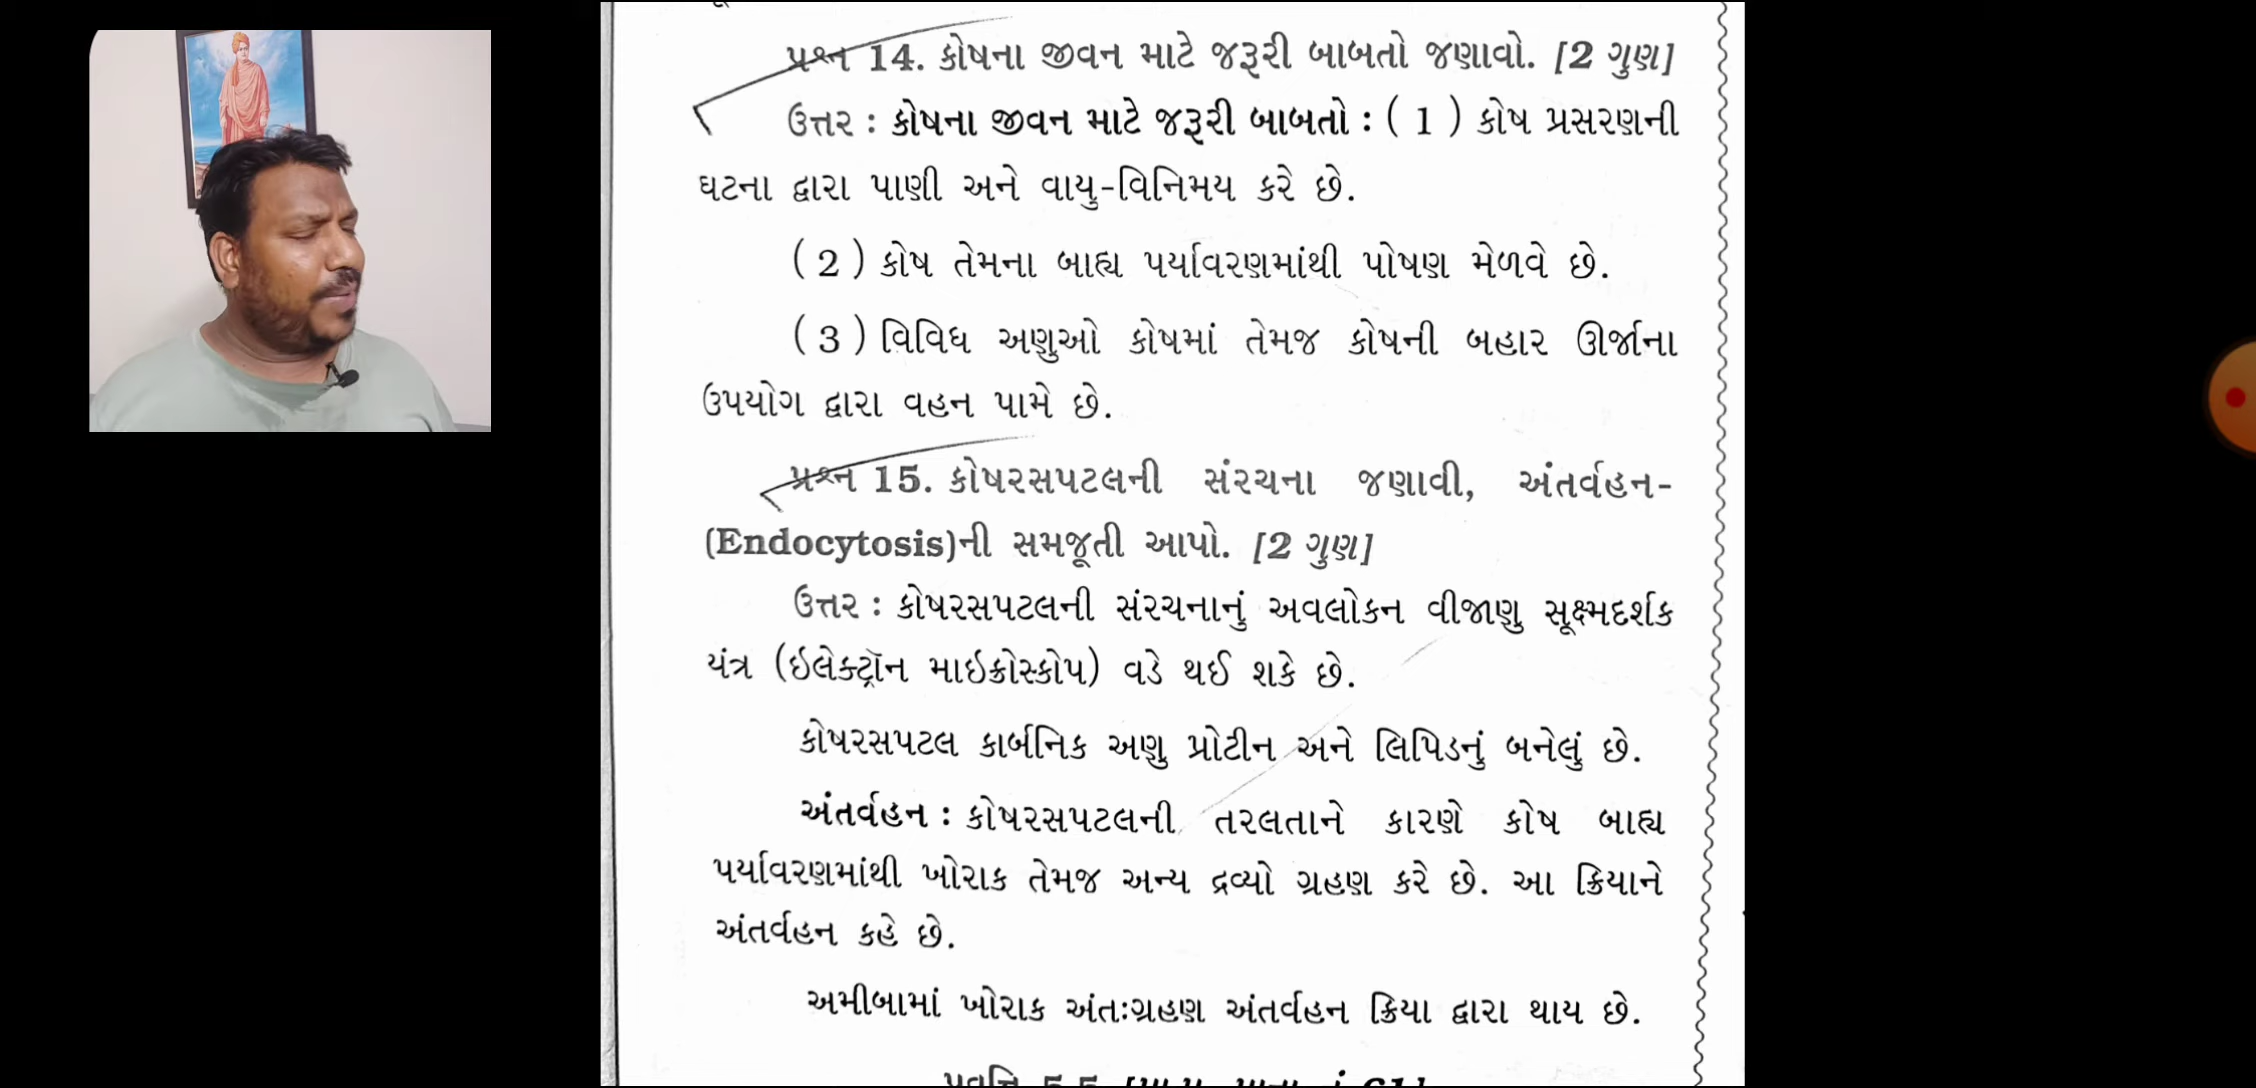 પ્રશ્ન 14. કોષના જીવન માટે જરૂરી બાબતો જણાવો. [2 ગુણ]
ઉત્તર : કોષના જીવન માટે જરૂરી બાબતો : ( 1 ) કોષ પ્રસરણની
ઘટના દ્વારા પાણી અને વાયુ-વિનિમય કરે છે.
( 2 ) કોષ તેમના બાહ્ય પર્યાવરણમાંથી પોષણ મેળવે છે.
( 3 ) વિવિધ અણુઓ કોષમાં તેમજ કોષની બહાર ઊર્જાના
ઉપયોગ દ્વારા વહન પામે છે.
પ્રશ્ન 15. કોષરસપટલની સંરચના જણાવી, અંતર્વહન-
(Endocytosis)ની સમજૂતી આપો. [2 ગુણ]
ઉત્તર : કોષરસપટલની સંરચનાનું અવલોકન વીજાણુ સૂક્ષ્મદર્શક
યંત્ર (ઇલેક્ટ્રૉન માઇક્રોસ્કોપ) વડે થઈ શકે છે.
કોષરસપટલ કાર્બનિક અણુ પ્રોટીન અને લિપિડનું બનેલું છે.
અંતર્વહન : કોષરસપટલની તરલતાને કારણે કોષ બાહ્ય
પર્યાવરણમાંથી ખોરાક તેમજ અન્ય દ્રવ્યો ગ્રહણ કરે છે. આ ક્રિયાને
અંતર્વહન કહે છે.
અમીબામાં ખોરાક અંતઃગ્રહણ અંતર્વહન ક્રિયા દ્વારા થાય છે.